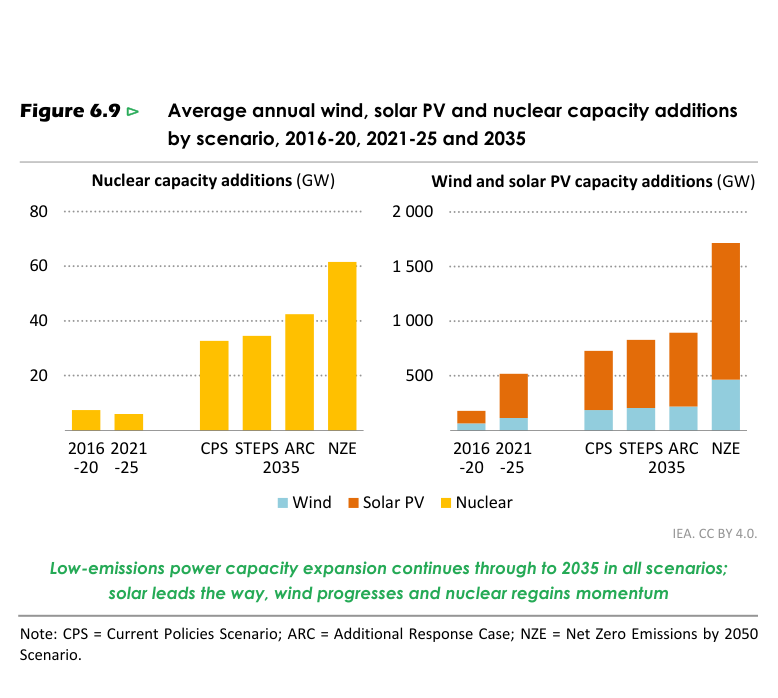 Figure 6.9 ▷ Average annual wind, solar PV and nuclear capacity additions
by scenario, 2016-20, 2021-25 and 2035
Nuclear capacity additions (GW)
80
60
40
20
2016 2021 CPS STEPS ARC NZE
-20 -25 2035
Wind and solar PV capacity additions (GW)
2 000
1 500
1 000
500
2016 2021 CPS STEPS ARC NZE
-20 -25 2035
Wind Solar PV Nuclear
IEA. CC BY 4.0.
Low-emissions power capacity expansion continues through to 2035 in all scenarios;
solar leads the way, wind progresses and nuclear regains momentum
Note: CPS = Current Policies Scenario; ARC = Additional Response Case; NZE = Net Zero Emissions by 2050
Scenario.